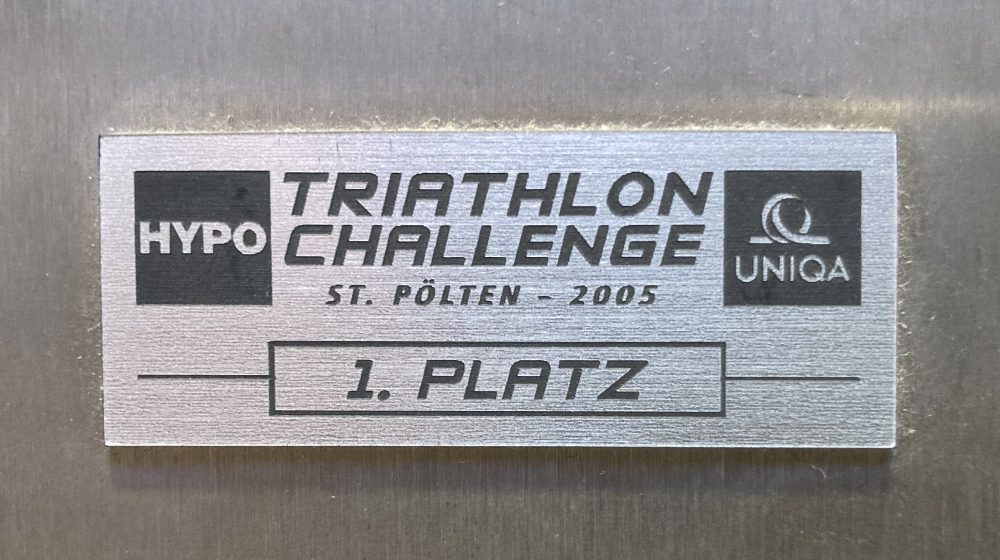 TRIATHLON
CHALLENGE
HYPO
UNIQA
ST. PÖLTEN – 2005
1. PLATZ